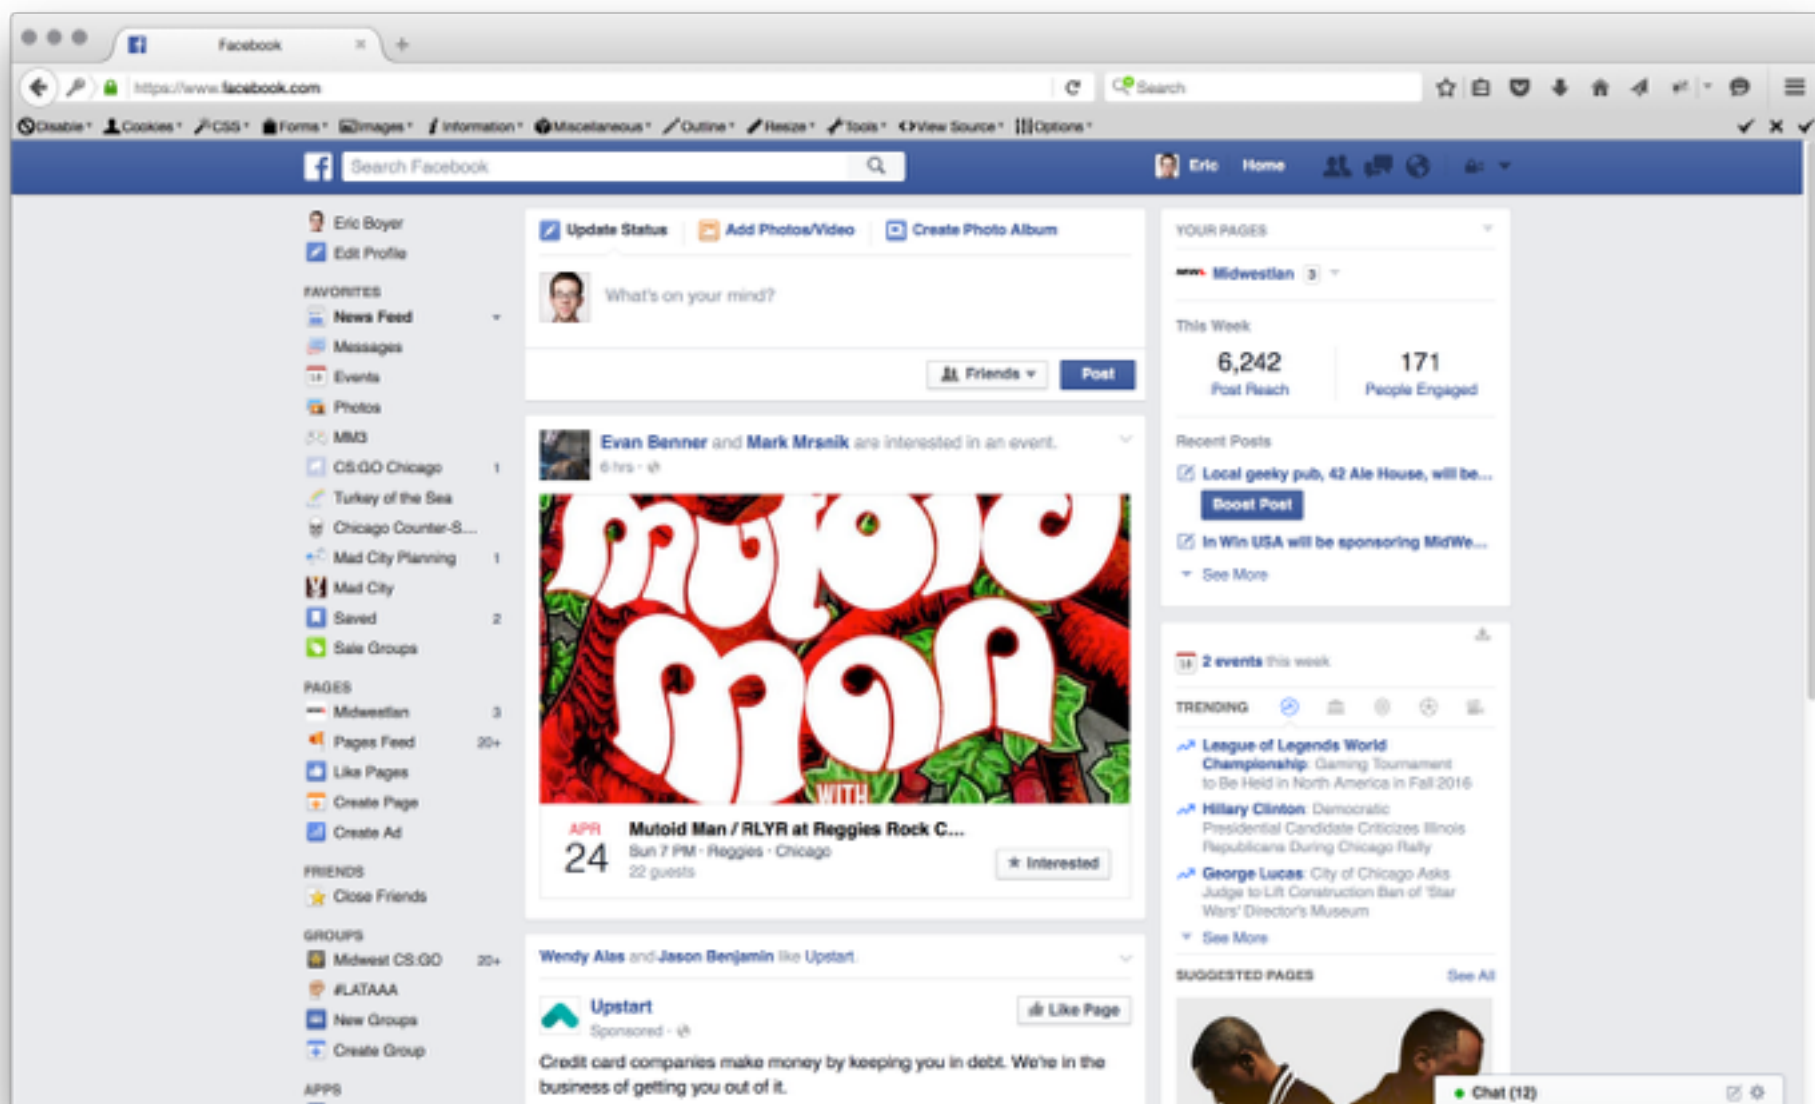 Facebook
https://www.facebook.com
Search
Disable Cookies CSS Forms Images Information Miscellaneous Outline Resize Tools View Source Options
Search Facebook
Eric Home
Eric Boyer
Edit Profile
FAVORITES
News Feed
Messages
Events
Photos
MM3
CS:GO Chicago 1
Turkey of the Sea
Chicago Counter-S...
Mad City Planning 1
Mad City
Saved 2
Sale Groups
PAGES
MidwestLan 3
Pages Feed 20+
Like Pages
Create Page
Create Ad
FRIENDS
Close Friends
GROUPS
Midwest CS:GO 20+
#LATAAA
New Groups
Create Group
APPS
Update Status Add Photos/Video Create Photo Album
What's on your mind?
Friends Post
Evan Benner and Mark Mrsnik are interested in an event.
6 hrs ·
mutoid
man
WITH
APR
24
Mutoid Man / RLYR at Reggies Rock C...
Sun 7 PM · Reggies · Chicago
22 guests
Interested
Wendy Alas and Jason Benjamin like Upstart.
Upstart
Sponsored ·
Like Page
Credit card companies make money by keeping you in debt. We're in the
business of getting you out of it.
YOUR PAGES
MidwestLan 3
This Week
6,242 171
Post Reach People Engaged
Recent Posts
Local geeky pub, 42 Ale House, will be...
Boost Post
In Win USA will be sponsoring MidWe...
See More
2 events this week
TRENDING
League of Legends World
Championship: Gaming Tournament
to Be Held in North America in Fall 2016
Hillary Clinton: Democratic
Presidential Candidate Criticizes Illinois
Republicans During Chicago Rally
George Lucas: City of Chicago Asks
Judge to Lift Construction Ban of 'Star
Wars' Director's Museum
See More
SUGGESTED PAGES See All
Chat (12)